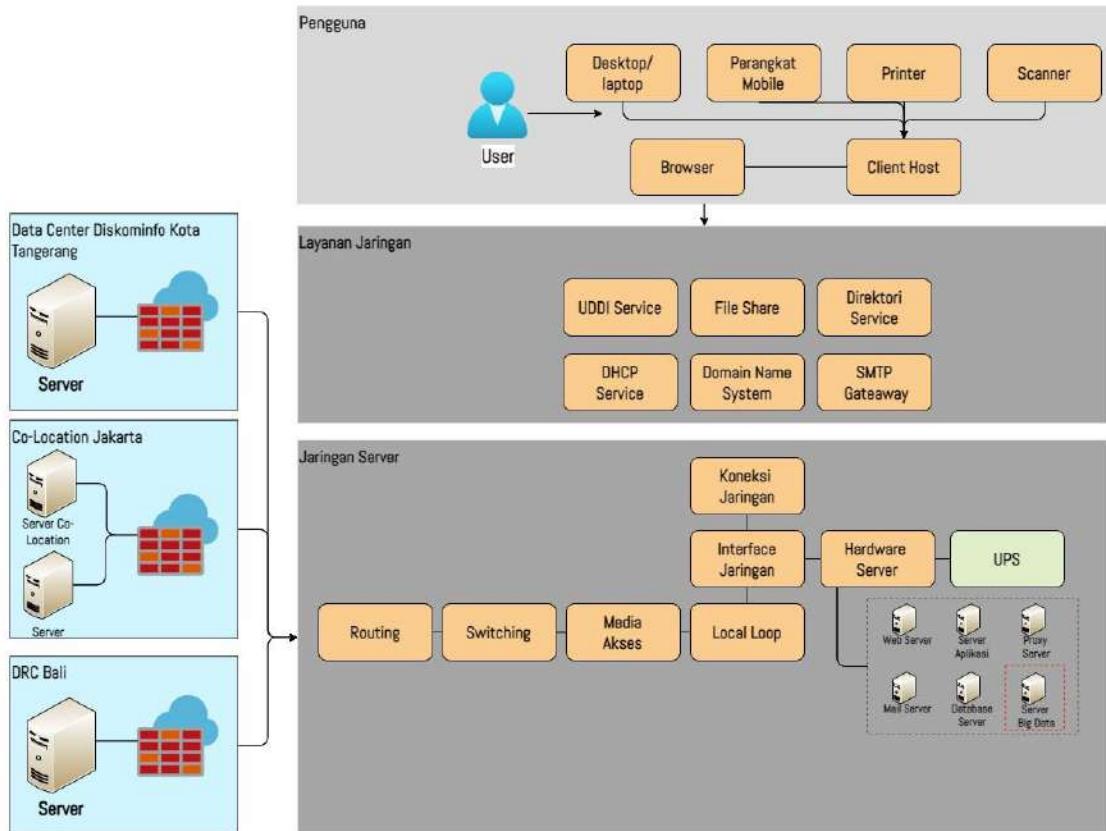 Pengguna
Desktop/
laptop
Perangkat
Mobile
Printer
Scanner
User
Browser
Client Host
Data Center Diskominfo Kota
Tangerang
Server
Co-Location Jakarta
Server Co-
Location
Server
DRC Bali
Server
Layanan Jaringan
UDDI Service
File Share
Direktori
Service
DHCP
Service
Domain Name
System
SMTP
Gateaway
Jaringan Server
Koneksi
Jaringan
Interface
Jaringan
Hardware
Server
UPS
Routing
Switching
Media
Akses
Local Loop
Web Server
Server
Aplikasi
Proxy
Server
Mail Server
Database
Server
Server
Big Data